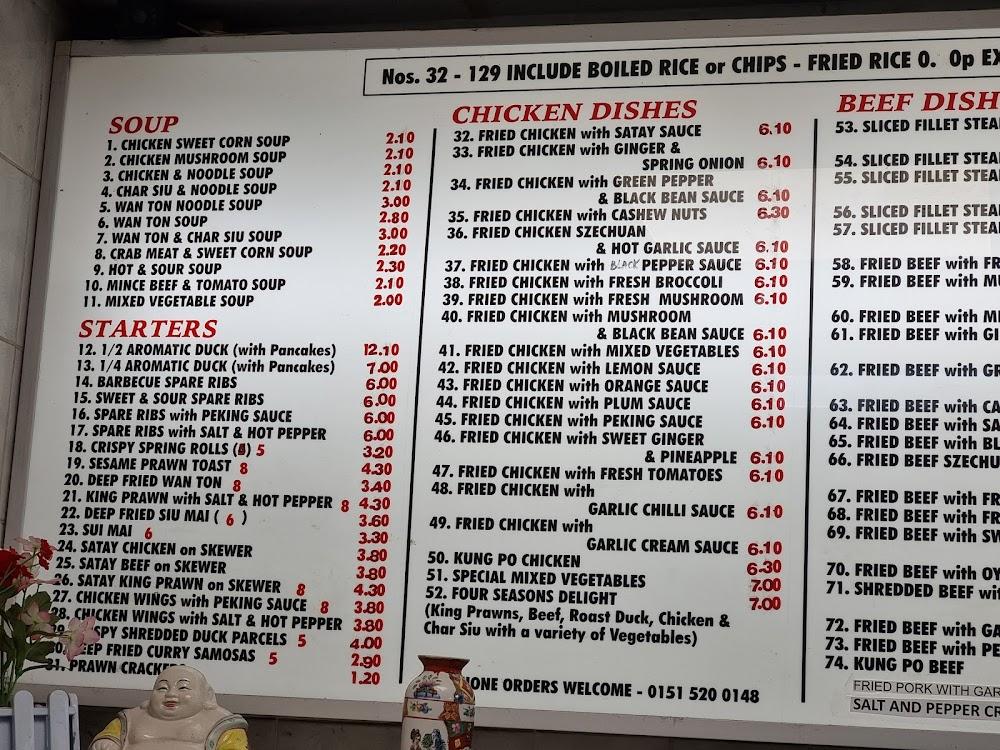 Nos. 32 - 129 INCLUDE BOILED RICE or CHIPS - FRIED RICE 0. 0p EX
SOUP
1. CHICKEN SWEET CORN SOUP 2.10
2. CHICKEN MUSHROOM SOUP 2.10
3. CHICKEN & NOODLE SOUP 2.10
4. CHAR SIU & NOODLE SOUP 2.10
5. WAN TON NOODLE SOUP 3.00
6. WAN TON SOUP 2.80
7. WAN TON & CHAR SIU SOUP 3.00
8. CRAB MEAT & SWEET CORN SOUP 2.20
9. HOT & SOUR SOUP 2.30
10. MINCE BEEF & TOMATO SOUP 2.10
11. MIXED VEGETABLE SOUP 2.00
STARTERS
12. 1/2 AROMATIC DUCK (with Pancakes) 12.10
13. 1/4 AROMATIC DUCK (with Pancakes) 7.00
14. BARBECUE SPARE RIBS 6.00
15. SWEET & SOUR SPARE RIBS 6.00
16. SPARE RIBS with PEKING SAUCE 6.00
17. SPARE RIBS with SALT & HOT PEPPER 6.00
18. CRISPY SPRING ROLLS ( ) 5 3.20
19. SESAME PRAWN TOAST 8 4.30
20. DEEP FRIED WAN TON 8 3.40
21. KING PRAWN with SALT & HOT PEPPER 8 4.30
22. DEEP FRIED SIU MAI ( 6 ) 3.60
23. SUI MAI 6 3.30
24. SATAY CHICKEN on SKEWER 3.80
25. SATAY BEEF on SKEWER 3.80
26. SATAY KING PRAWN on SKEWER 8 4.30
27. CHICKEN WINGS with PEKING SAUCE 8 3.80
28. CHICKEN WINGS with SALT & HOT PEPPER 3.80
SHREDDED DUCK PARCELS 5 4.00
FRIED CURRY SAMOSAS 5 2.90
31. PRAWN CRACKERS 1.20
CHICKEN DISHES
32. FRIED CHICKEN with SATAY SAUCE 6.10
33. FRIED CHICKEN with GINGER &
SPRING ONION 6.10
34. FRIED CHICKEN with GREEN PEPPER
& BLACK BEAN SAUCE 6.10
35. FRIED CHICKEN with CASHEW NUTS 6.30
36. FRIED CHICKEN SZECHUAN
& HOT GARLIC SAUCE 6.10
37. FRIED CHICKEN with BLACK PEPPER SAUCE 6.10
38. FRIED CHICKEN with FRESH BROCCOLI 6.10
39. FRIED CHICKEN with FRESH MUSHROOM 6.10
40. FRIED CHICKEN with MUSHROOM
& BLACK BEAN SAUCE 6.10
41. FRIED CHICKEN with MIXED VEGETABLES 6.10
42. FRIED CHICKEN with LEMON SAUCE 6.10
43. FRIED CHICKEN with ORANGE SAUCE 6.10
44. FRIED CHICKEN with PLUM SAUCE 6.10
45. FRIED CHICKEN with PEKING SAUCE 6.10
46. FRIED CHICKEN with SWEET GINGER
& PINEAPPLE 6.10
47. FRIED CHICKEN with FRESH TOMATOES 6.10
48. FRIED CHICKEN with
GARLIC CHILLI SAUCE 6.10
49. FRIED CHICKEN with
GARLIC CREAM SAUCE 6.10
50. KUNG PO CHICKEN 6.30
51. SPECIAL MIXED VEGETABLES 7.00
52. FOUR SEASONS DELIGHT 7.00
(King Prawns, Beef, Roast Duck, Chicken &
Char Siu with a variety of Vegetables)
ORDERS WELCOME - 0151 520 0148
BEEF DISH
53. SLICED FILLET STEA
54. SLICED FILLET STEA
55. SLICED FILLET STEA
56. SLICED FILLET STEA
57. SLICED FILLET STEA
58. FRIED BEEF with FR
59. FRIED BEEF with MU
60. FRIED BEEF with MI
61. FRIED BEEF with GI
62. FRIED BEEF with GR
63. FRIED BEEF with CA
64. FRIED BEEF with SA
65. FRIED BEEF with BL
66. FRIED BEEF SZECHU
67. FRIED BEEF with FR
68. FRIED BEEF with FR
69. FRIED BEEF with SW
70. FRIED BEEF with OY
71. SHREDDED BEEF wi
72. FRIED BEEF with GA
73. FRIED BEEF with PE
74. KUNG PO BEEF
FRIED PORK WITH GAR
SALT AND PEPPER CR